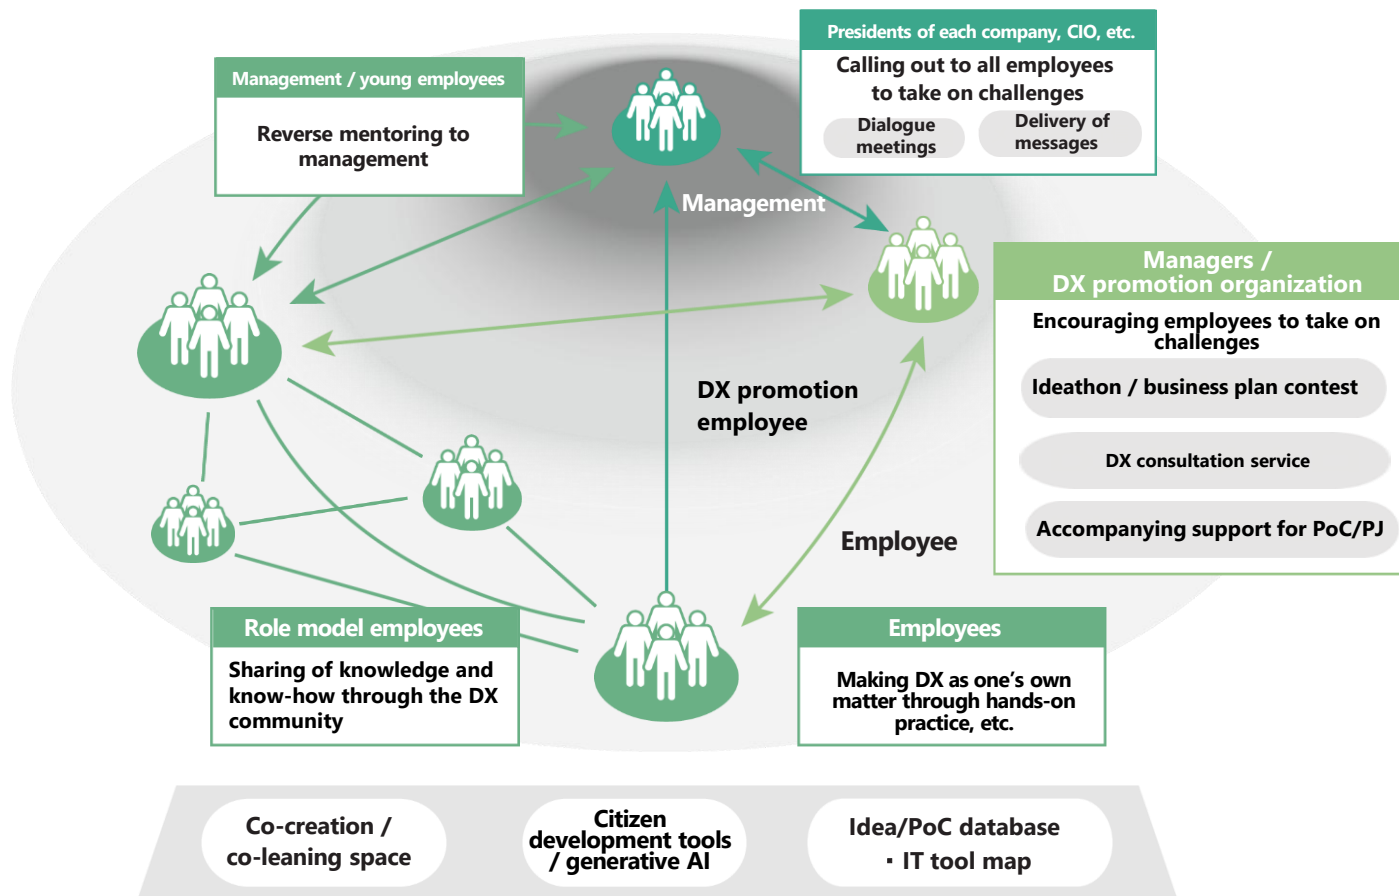 Presidents of each company, CIO, etc.
Calling out to all employees
to take on challenges
Dialogue
meetings
Delivery of
messages
Management / young employees
Reverse mentoring to
management
Management
Managers /
DX promotion organization
Encouraging employees to take on
challenges
Ideathon / business plan contest
DX consultation service
Accompanying support for PoC/PJ
DX promotion
employee
Employee
Role model employees
Sharing of knowledge and
know-how through the DX
community
Employees
Making DX as one’s own
matter through hands-on
practice, etc.
Co-creation /
co-leaning space
Citizen
development tools
/ generative AI
Idea/PoC database
・IT tool map